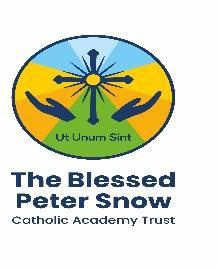 Ut Unum Sint
The Blessed
Peter Snow
Catholic Academy Trust